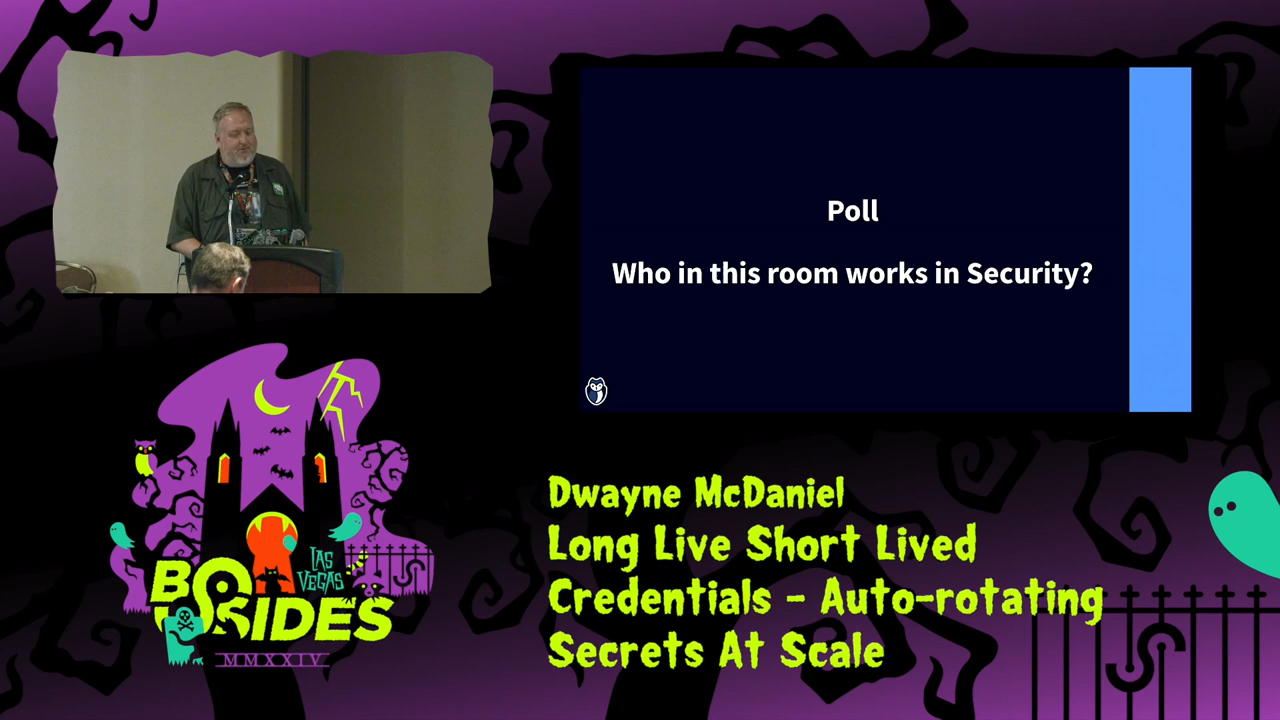 Poll
Who in this room works in Security?
BSIDES
LAS
VEGAS
MMXXIV
Dwayne McDaniel
Long Live Short Lived
Credentials - Auto-rotating
Secrets At Scale